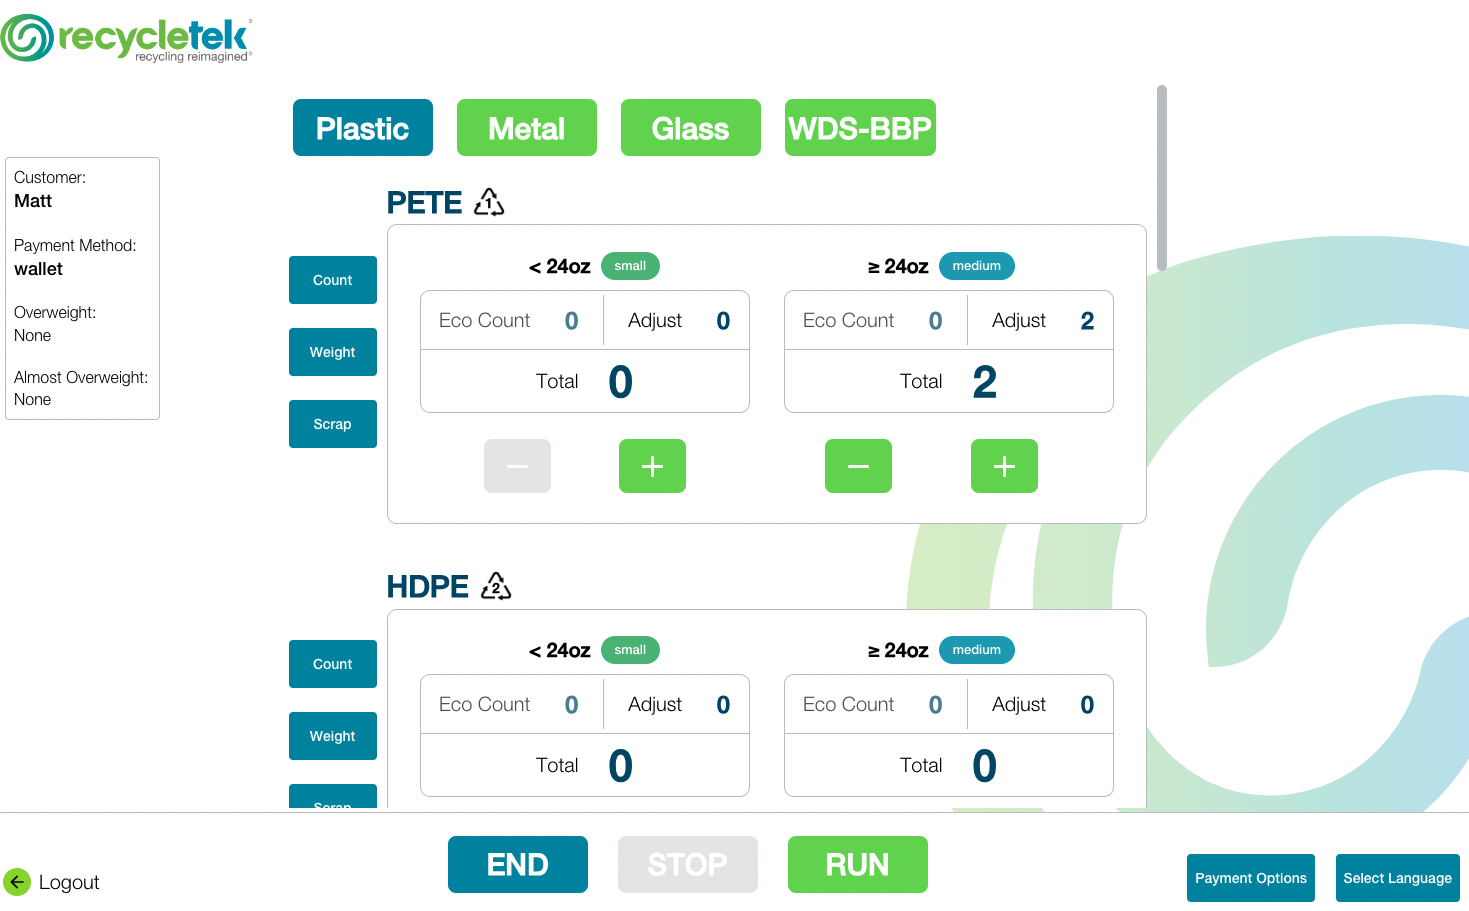 recycletek®
recycling reimagined®
Plastic
Metal
Glass
WDS-BBP
Customer:
Matt
Payment Method:
wallet
Overweight:
None
Almost Overweight:
None
PETE 1
Count
Weight
Scrap
< 24oz small
Eco Count 0 Adjust 0
Total 0
− +
≥ 24oz medium
Eco Count 0 Adjust 2
Total 2
− +
HDPE 2
Count
Weight
Scrap
< 24oz small
Eco Count 0 Adjust 0
Total 0
≥ 24oz medium
Eco Count 0 Adjust 0
Total 0
Logout
END
STOP
RUN
Payment Options
Select Language